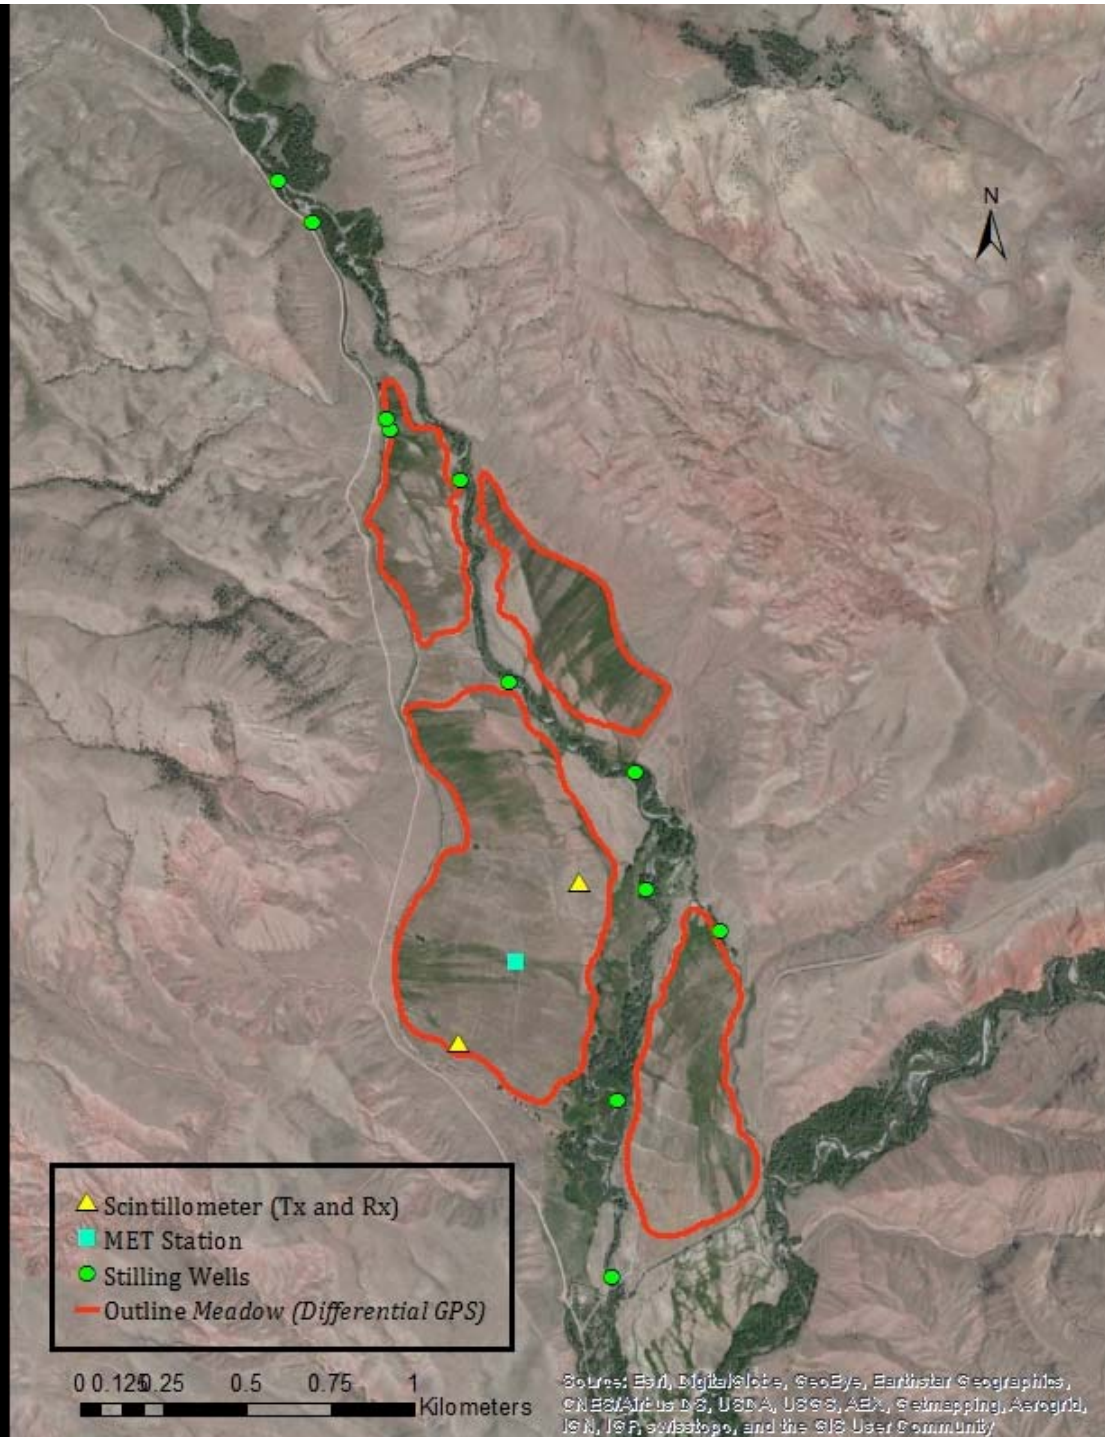 N
Scintillometer (Tx and Rx)
MET Station
Stilling Wells
Outline Meadow (Differential GPS)
0 0.125 0.25 0.5 0.75 1
Kilometers
Source: Esri, DigitalGlobe, GeoEye, Earthstar Geographics,
CNES/Airbus DS, USDA, USGS, AEX, Getmapping, Aerogrid,
IGN, IGP, swisstopo, and the GIS User Community